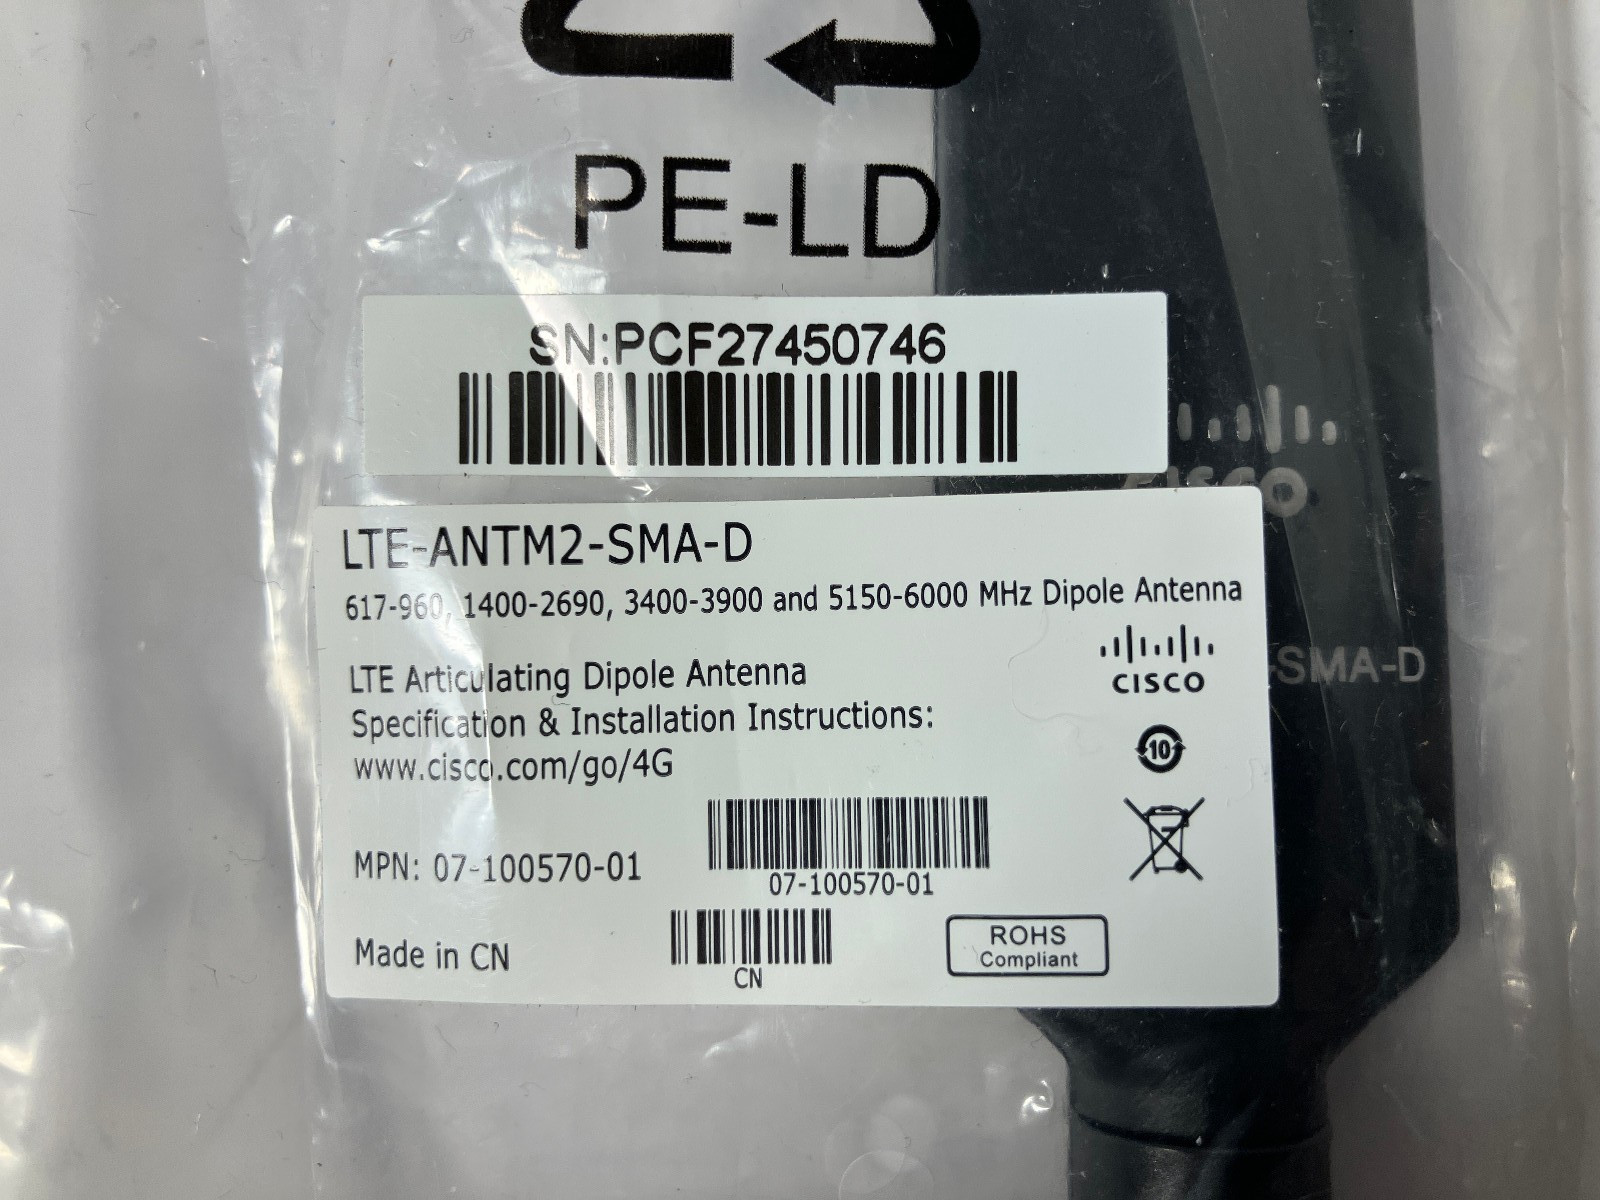 PE-LD
SN:PCF27450746
CISCO
LTE-ANTM2-SMA-D
617-960, 1400-2690, 3400-3900 and 5150-6000 MHz Dipole Antenna
CISCO
-SMA-D
LTE Articulating Dipole Antenna
Specification & Installation Instructions:
www.cisco.com/go/4G
10
MPN: 07-100570-01
07-100570-01
Made in CN
CN
ROHS
Compliant